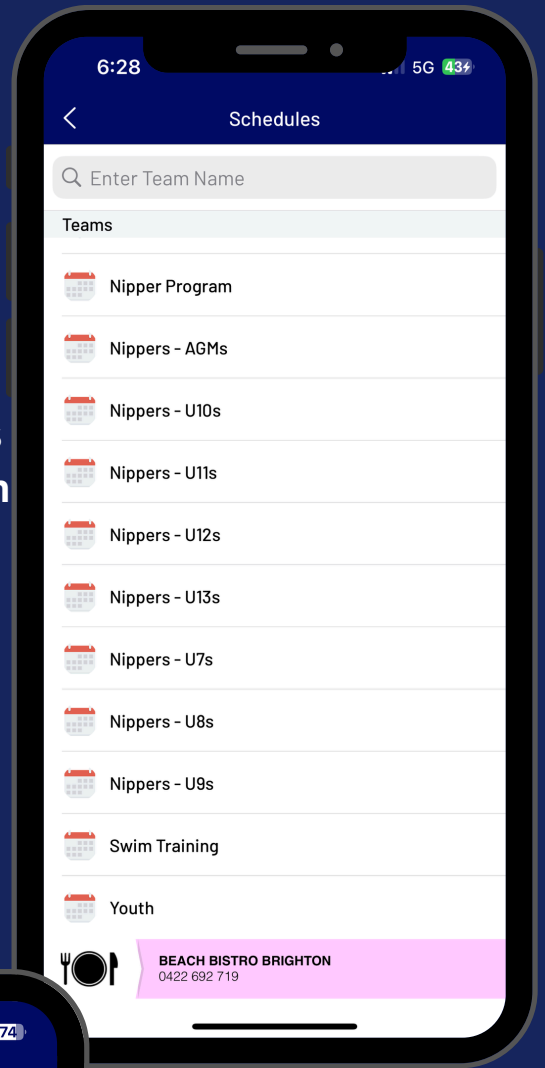 6:28
5G 43
Schedules
Enter Team Name
Teams
Nipper Program
Nippers - AGMs
Nippers - U10s
Nippers - U11s
Nippers - U12s
Nippers - U13s
Nippers - U7s
Nippers - U8s
Nippers - U9s
Swim Training
Youth
BEACH BISTRO BRIGHTON
0422 692 719
74